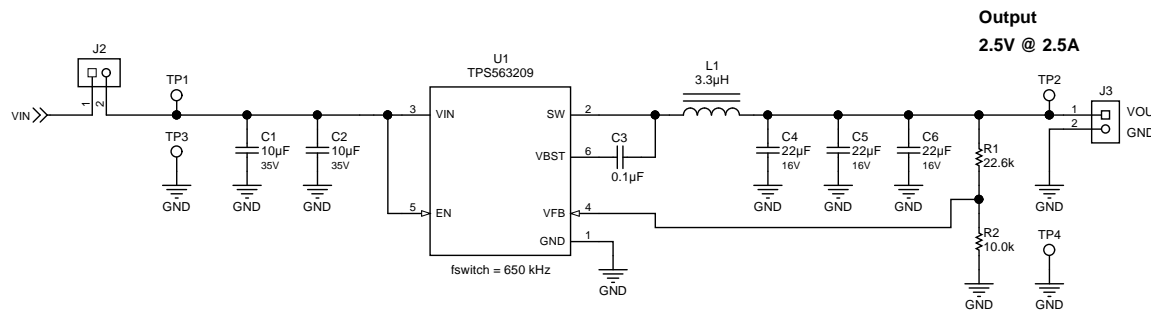 Output
2.5V @ 2.5A
J2
1
2
VIN
TP1
TP3
GND
C1
10µF
35V
GND
C2
10µF
35V
GND
U1
TPS563209
3
VIN
SW
2
VBST
6
5
EN
VFB
4
GND
1
fswitch = 650 kHz
GND
C3
0.1µF
L1
3.3µH
C4
22µF
16V
GND
C5
22µF
16V
GND
C6
22µF
16V
GND
R1
22.6k
R2
10.0k
GND
TP2
GND
TP4
GND
J3
1
2
VOU
GND